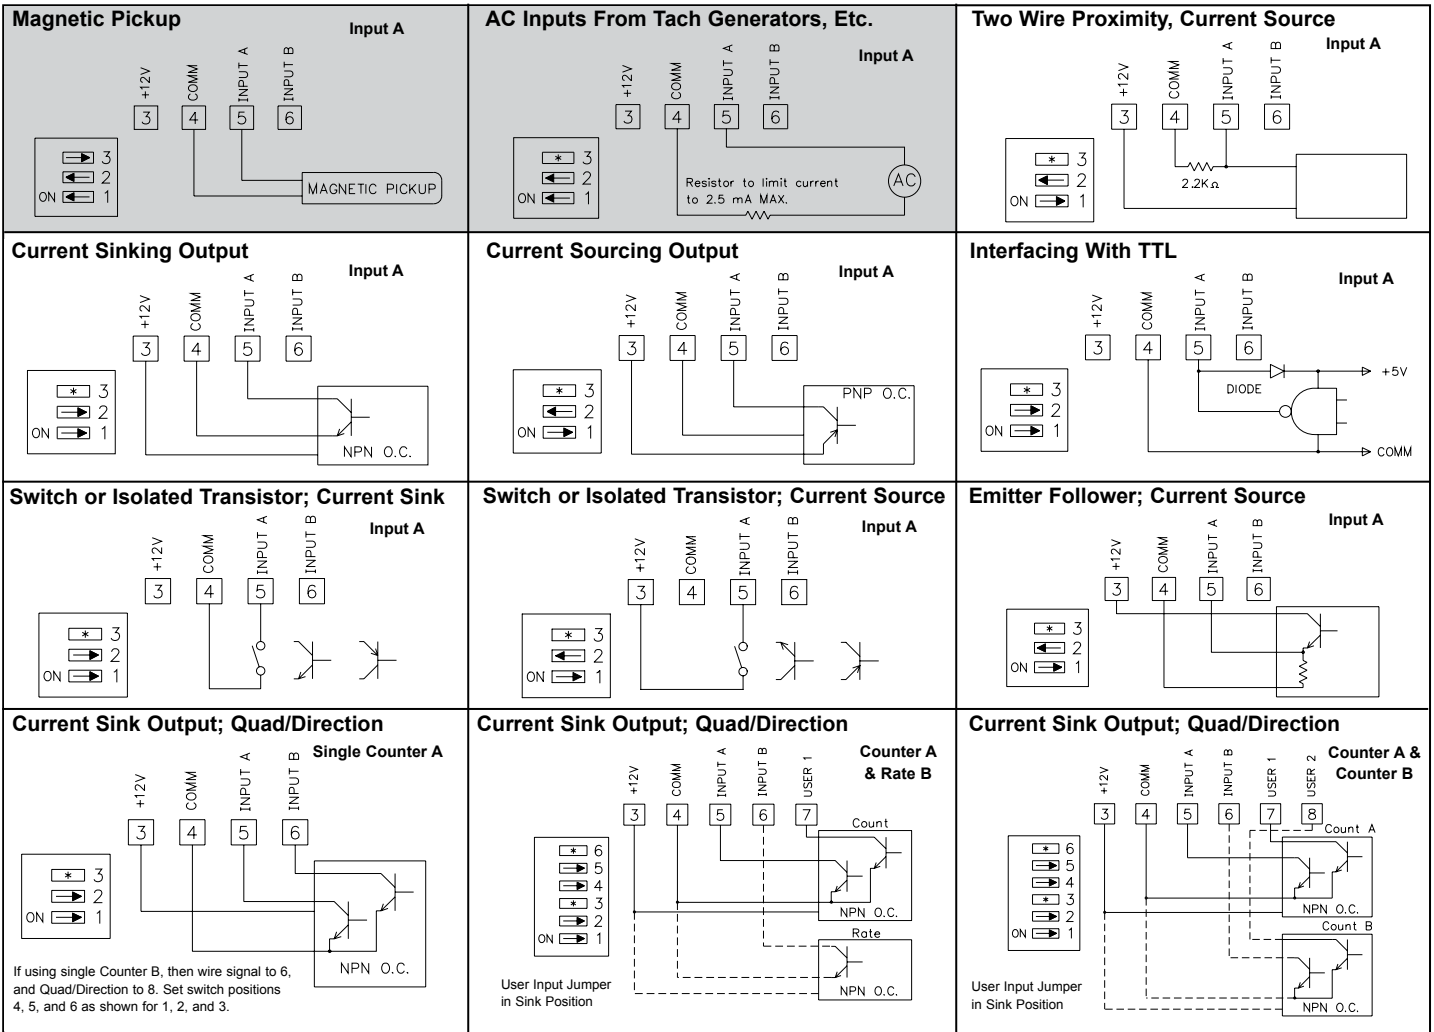 Magnetic Pickup
Input A
+12V
COMM
INPUT A
INPUT B
3
4
5
6
3
2
ON 1
MAGNETIC PICKUP
AC Inputs From Tach Generators, Etc.
Input A
+12V
COMM
INPUT A
INPUT B
3
4
5
6
* 3
2
ON 1
Resistor to limit current
to 2.5 mA MAX.
AC
Two Wire Proximity, Current Source
Input A
+12V
COMM
INPUT A
INPUT B
3
4
5
6
* 3
2
ON 1
2.2KΩ
Current Sinking Output
Input A
+12V
COMM
INPUT A
INPUT B
3
4
5
6
* 3
2
ON 1
NPN O.C.
Current Sourcing Output
Input A
+12V
COMM
INPUT A
INPUT B
3
4
5
6
* 3
2
ON 1
PNP O.C.
Interfacing With TTL
Input A
+12V
COMM
INPUT A
INPUT B
3
4
5
6
* 3
2
ON 1
DIODE
+5V
COMM
Switch or Isolated Transistor; Current Sink
Input A
+12V
COMM
INPUT A
INPUT B
3
4
5
6
* 3
2
ON 1
Switch or Isolated Transistor; Current Source
Input A
+12V
COMM
INPUT A
INPUT B
3
4
5
6
* 3
2
ON 1
Emitter Follower; Current Source
Input A
+12V
COMM
INPUT A
INPUT B
3
4
5
6
* 3
2
ON 1
Current Sink Output; Quad/Direction
Single Counter A
+12V
COMM
INPUT A
INPUT B
3
4
5
6
* 3
2
ON 1
NPN O.C.
If using single Counter B, then wire signal to 6,
and Quad/Direction to 8. Set switch positions
4, 5, and 6 as shown for 1, 2, and 3.
Current Sink Output; Quad/Direction
Counter A
& Rate B
+12V
COMM
INPUT A
INPUT B
USER 1
3
4
5
6
7
Count
* 6
5
4
* 3
2
ON 1
NPN O.C.
Rate
NPN O.C.
User Input Jumper
in Sink Position
Current Sink Output; Quad/Direction
Counter A &
Counter B
+12V
COMM
INPUT A
INPUT B
USER 1
USER 2
3
4
5
6
7
8
Count A
* 6
5
4
* 3
2
ON 1
NPN O.C.
Count B
NPN O.C.
User Input Jumper
in Sink Position